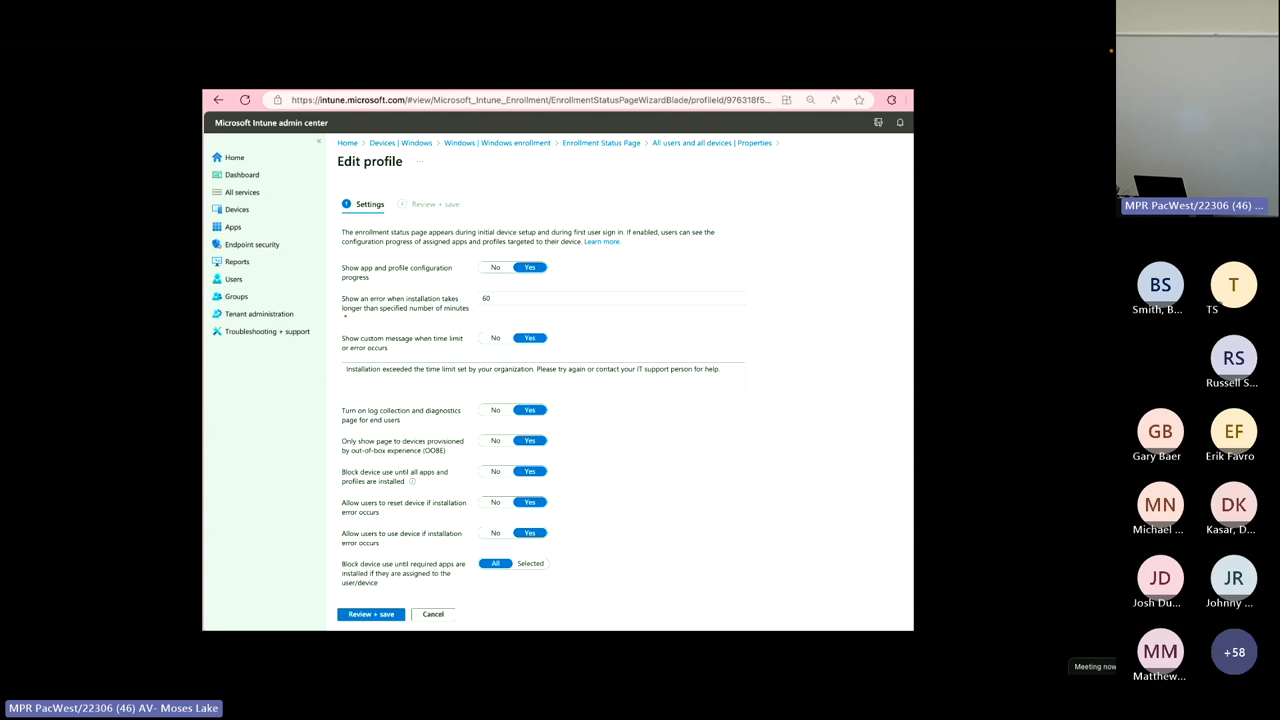 https://intune.microsoft.com/#view/Microsoft_Intune_Enrollment/EnrollmentStatusPageWizardBlade/profileId/976318f5...
Microsoft Intune admin center
Home
Dashboard
All services
Devices
Apps
Endpoint security
Reports
Users
Groups
Tenant administration
Troubleshooting + support
Home > Devices | Windows > Windows | Windows enrollment > Enrollment Status Page > All users and all devices | Properties >
Edit profile ...
1 Settings 2 Review + save
The enrollment status page appears during initial device setup and during first user sign in. If enabled, users can see the
configuration progress of assigned apps and profiles targeted to their device. Learn more.
Show app and profile configuration
progress
No Yes
Show an error when installation takes
longer than specified number of minutes
*
60
Show custom message when time limit
or error occurs
No Yes
Installation exceeded the time limit set by your organization. Please try again or contact your IT support person for help.
Turn on log collection and diagnostics
page for end users
No Yes
Only show page to devices provisioned
by out-of-box experience (OOBE)
No Yes
Block device use until all apps and
profiles are installed
No Yes
Allow users to reset device if installation
error occurs
No Yes
Allow users to use device if installation
error occurs
No Yes
Block device use until required apps are
installed if they are assigned to the
user/device
All Selected
Review + save Cancel
MPR PacWest/22306 (46) ...
BS
Smith, B...
T
TS
RS
Russell S...
GB
Gary Baer
EF
Erik Favro
MN
Michael ...
DK
Kasar, D...
JD
Josh Du...
JR
Johnny ...
MM
Matthew...
+58
Meeting now
MPR PacWest/22306 (46) AV- Moses Lake